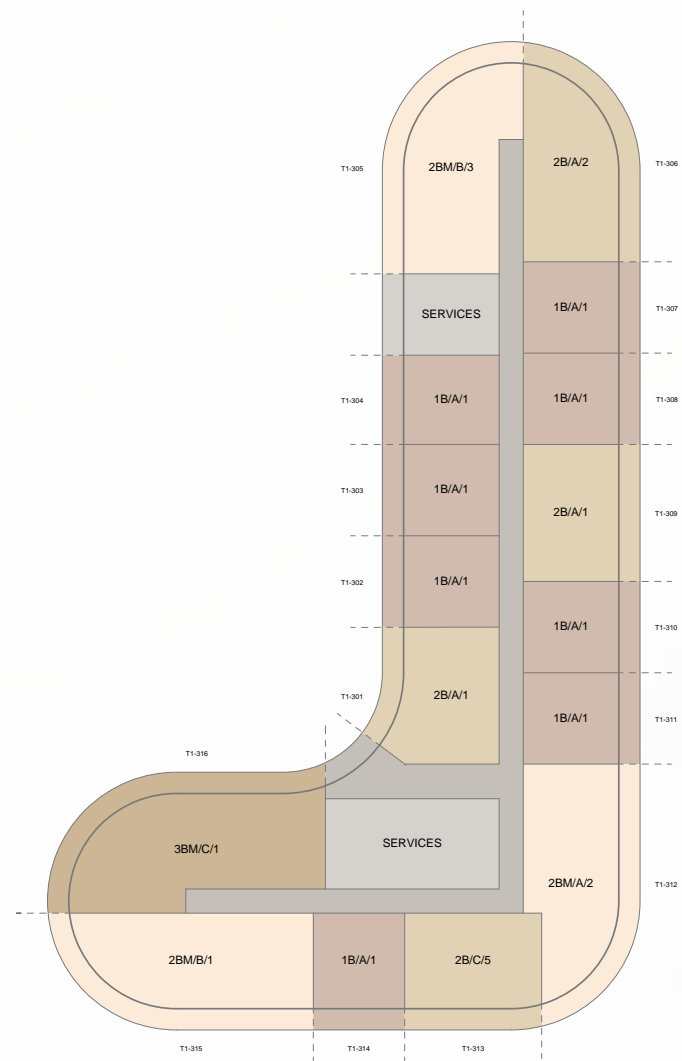 T1-305
2BM/B/3
2B/A/2
T1-306
SERVICES
1B/A/1
T1-307
T1-304
1B/A/1
1B/A/1
T1-308
T1-303
1B/A/1
2B/A/1
T1-309
T1-302
1B/A/1
1B/A/1
T1-310
T1-301
2B/A/1
1B/A/1
T1-311
T1-316
3BM/C/1
SERVICES
2BM/A/2
T1-312
2BM/B/1
1B/A/1
2B/C/5
T1-315
T1-314
T1-313